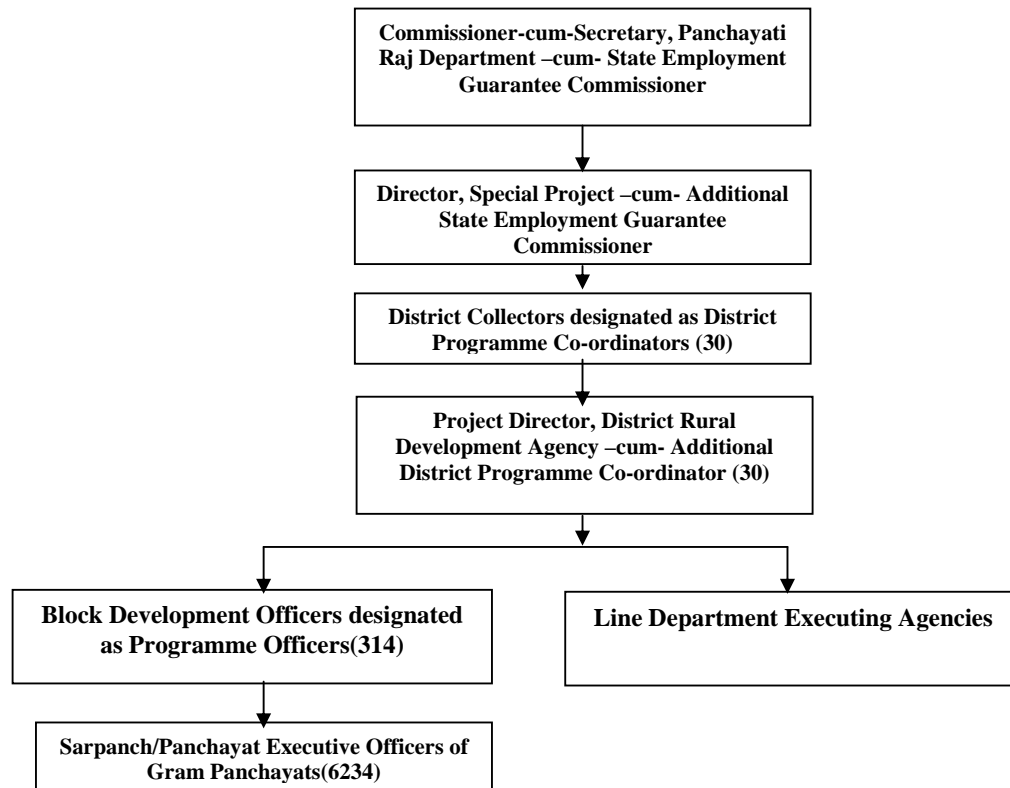 Commissioner-cum-Secretary, Panchayati
Raj Department –cum- State Employment
Guarantee Commissioner
Director, Special Project –cum- Additional
State Employment Guarantee
Commissioner
District Collectors designated as District
Programme Co-ordinators (30)
Project Director, District Rural
Development Agency –cum- Additional
District Programme Co-ordinator (30)
Block Development Officers designated
as Programme Officers(314)
Line Department Executing Agencies
Sarpanch/Panchayat Executive Officers of
Gram Panchayats(6234)